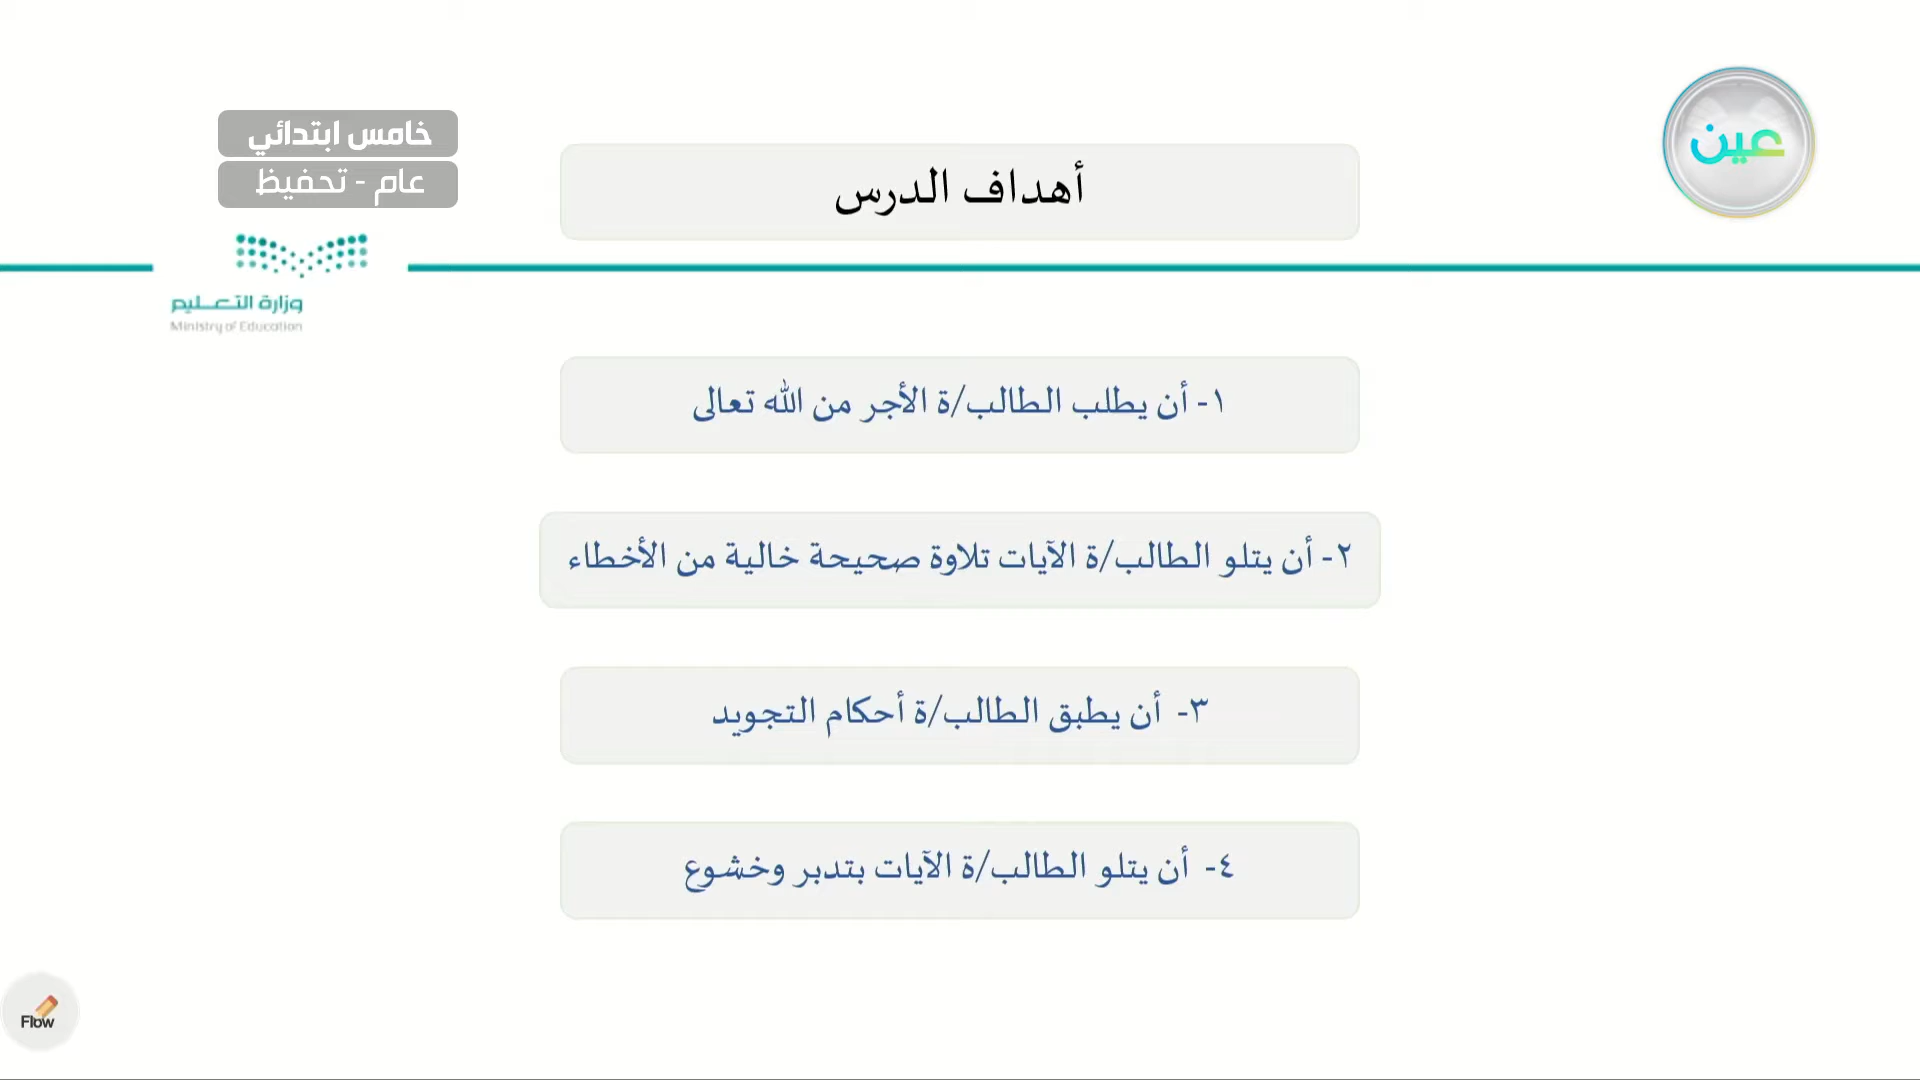 خامس ابتدائي
عام - تحفيظ
عين
أهداف الدرس
وزارة التعليم
Ministry of Education
١- أن يطلب الطالب/ة الأجر من الله تعالى
٢- أن يتلو الطالب/ة الآيات تلاوة صحيحة خالية من الأخطاء
٣- أن يطبق الطالب/ة أحكام التجويد
٤- أن يتلو الطالب/ة الآيات بتدبر وخشوع
Flow